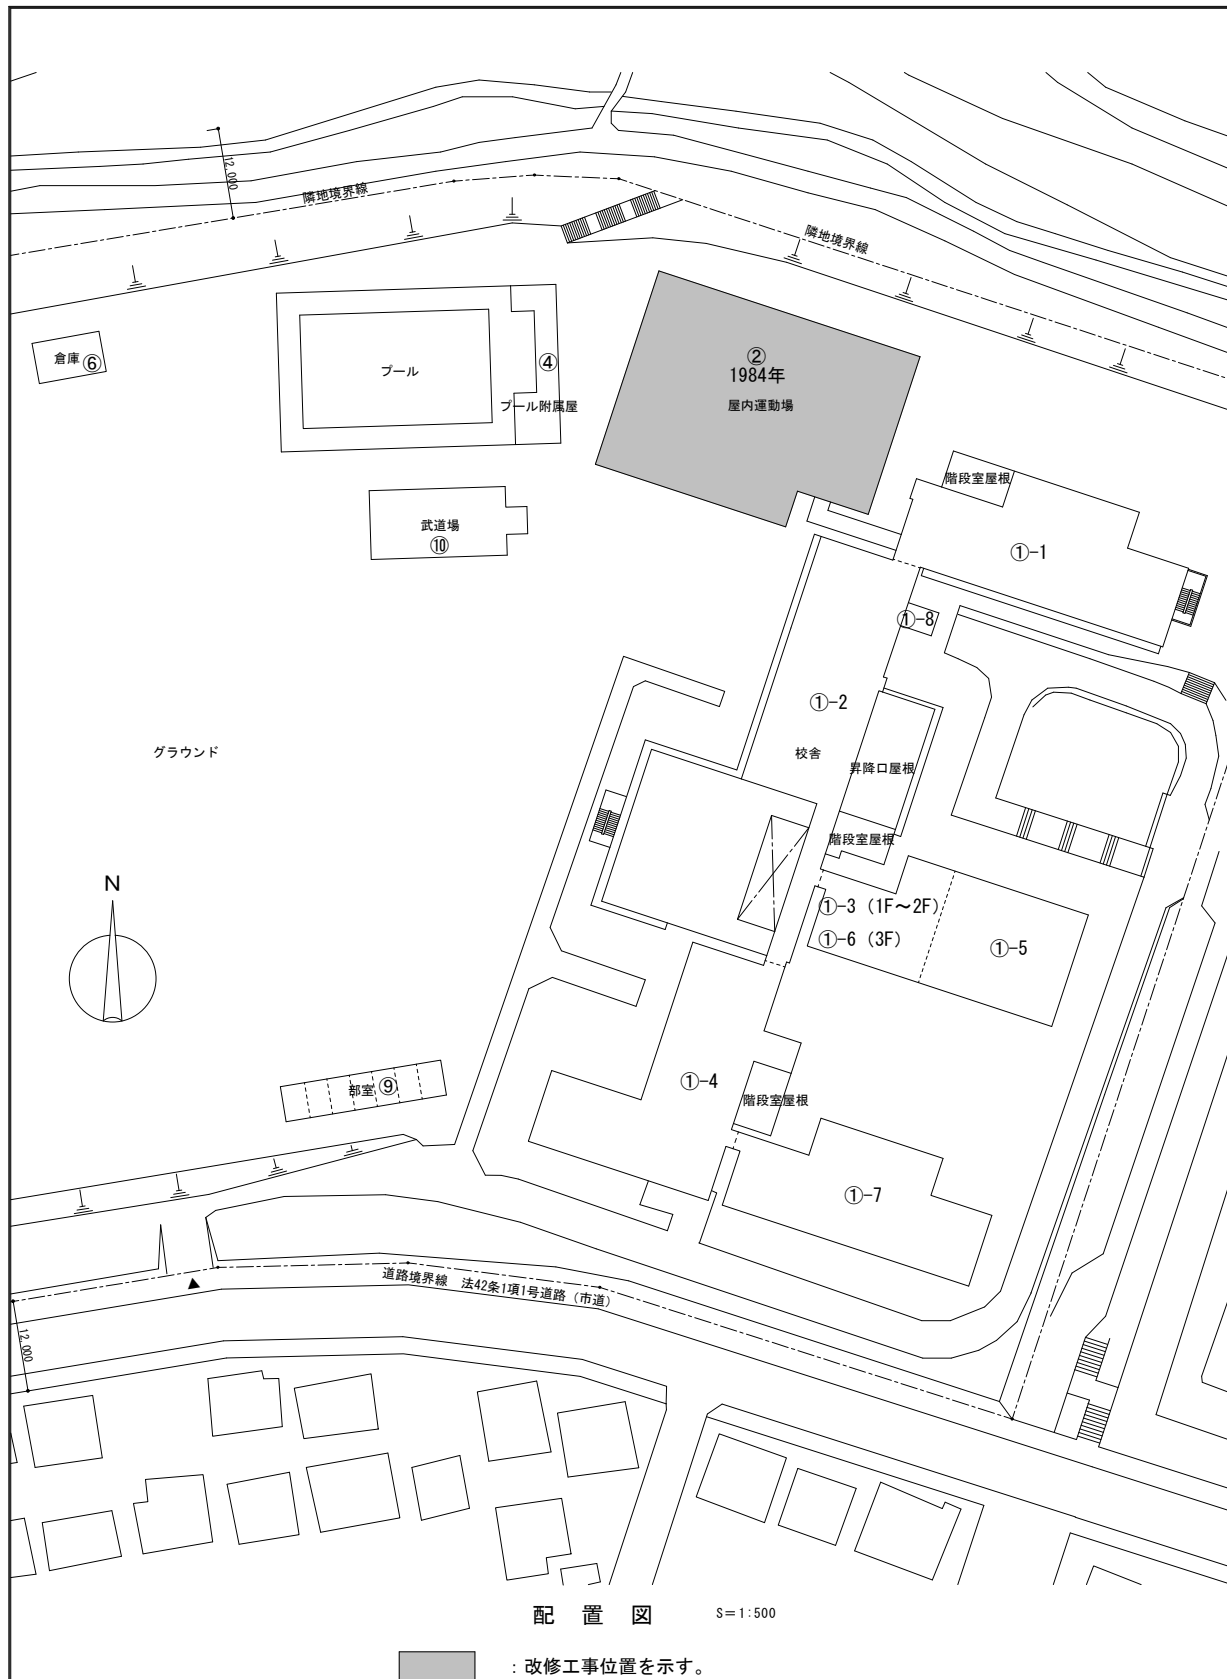 12,000
隣地境界線
隣地境界線
倉庫 ⑥
プール
④
プール附属屋
②
1984年
屋内運動場
階段室屋根
武道場
⑩
①-1
①-8
①-2
グラウンド
校舎
昇降口屋根
階段室屋根
N
①-3（1F～2F）
①-6（3F）
①-5
部室 ⑨
①-4
階段室屋根
①-7
道路境界線　法42条1項1号道路（市道）
12,000
配　置　図　S＝1:500
：改修工事位置を示す。